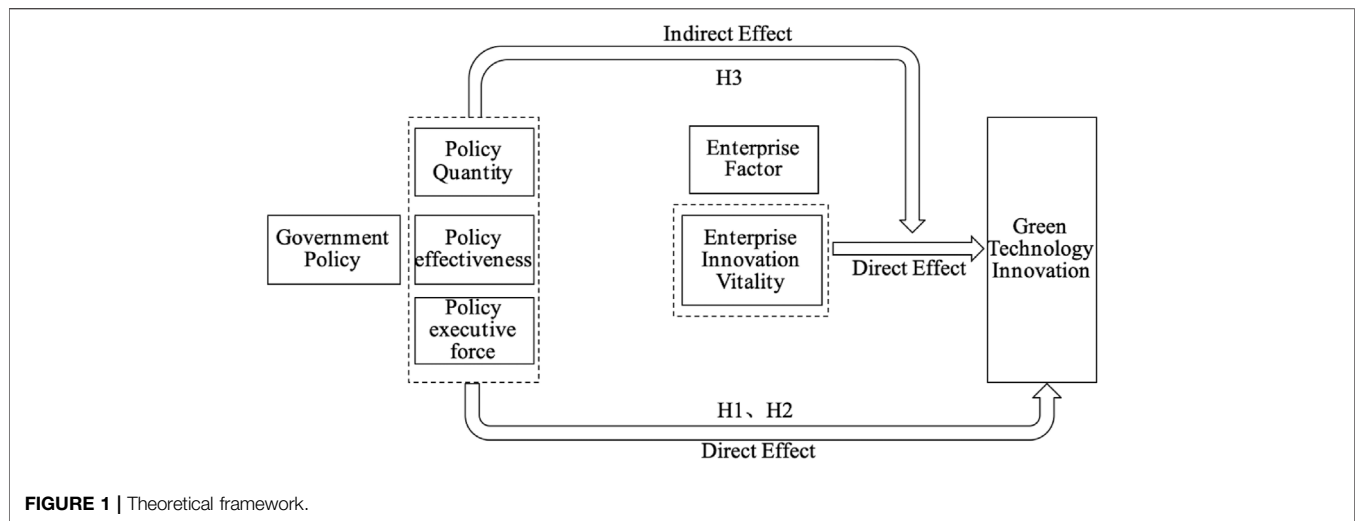 Indirect Effect
H3
Policy
Quantity
Enterprise
Factor
Government
Policy
Policy
effectiveness
Enterprise
Innovation
Vitality
Direct Effect
Green
Technology
Innovation
Policy
executive
force
H1、H2
Direct Effect
FIGURE 1 | Theoretical framework.